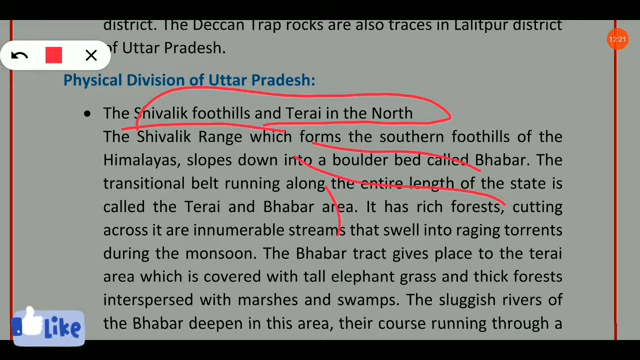 district. The Deccan Trap rocks are also traces in Lalitpur district
of Uttar Pradesh.
12:21
Physical Division of Uttar Pradesh:
• The Shivalik foothills and Terai in the North
The Shivalik Range which forms the southern foothills of the
Himalayas, slopes down into a boulder bed called Bhabar. The
transitional belt running along the entire length of the state is
called the Terai and Bhabar area. It has rich forests, cutting
across it are innumerable streams that swell into raging torrents
during the monsoon. The Bhabar tract gives place to the terai
area which is covered with tall elephant grass and thick forests
interspersed with marshes and swamps. The sluggish rivers of
the Bhabar deepen in this area, their course running through a
Like